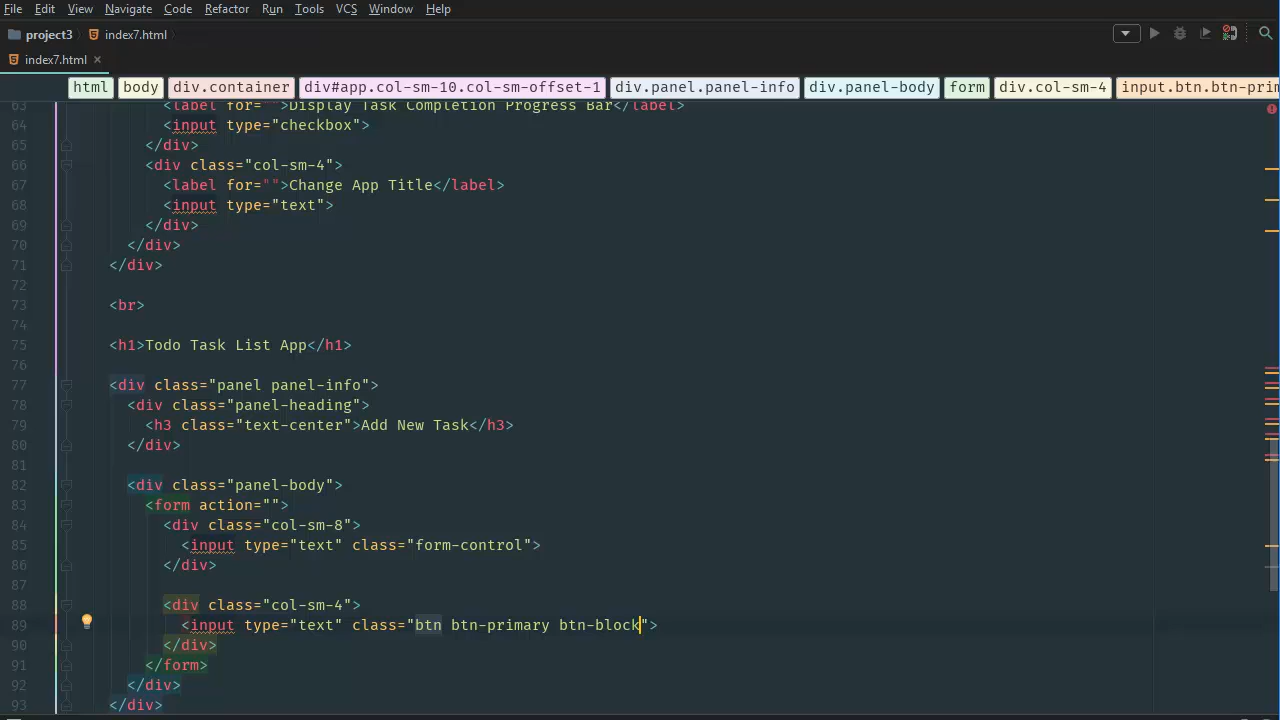 File Edit View Navigate Code Refactor Run Tools VCS Window Help
project3 index7.html
index7.html
html body div.container div#app.col-sm-10.col-sm-offset-1 div.panel.panel-info div.panel-body form div.col-sm-4 input.btn.btn-prim
63 <label for="">Display Task Completion Progress Bar</label>
64 <input type="checkbox">
65 </div>
66 <div class="col-sm-4">
67 <label for="">Change App Title</label>
68 <input type="text">
69 </div>
70 </div>
71 </div>
72
73 <br>
74
75 <h1>Todo Task List App</h1>
76
77 <div class="panel panel-info">
78 <div class="panel-heading">
79 <h3 class="text-center">Add New Task</h3>
80 </div>
81
82 <div class="panel-body">
83 <form action="">
84 <div class="col-sm-8">
85 <input type="text" class="form-control">
86 </div>
87
88 <div class="col-sm-4">
89 <input type="text" class="btn btn-primary btn-block">
90 </div>
91 </form>
92 </div>
93 </div>